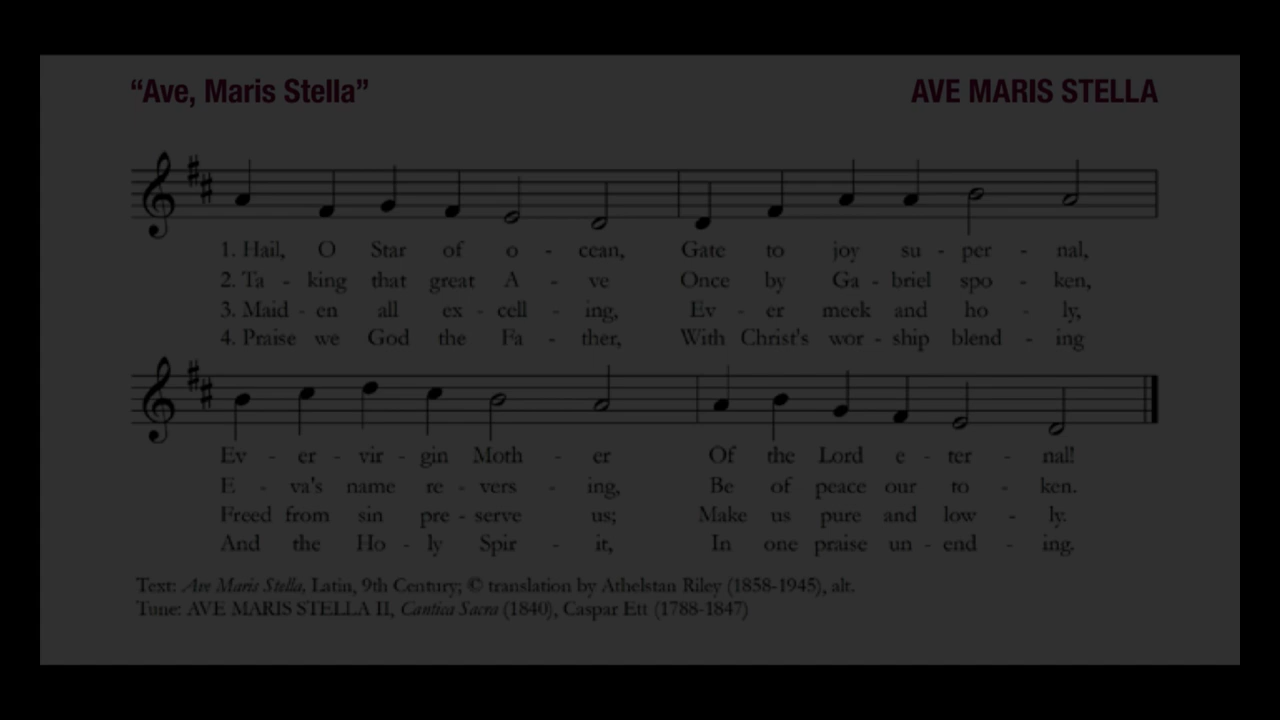 “Ave, Maris Stella” AVE MARIS STELLA
1. Hail, O Star of o - cean, Gate to joy su - per - nal,
2. Ta - king that great A - ve Once by Ga - briel spo - ken,
3. Maid - en all ex - cell - ing, Ev - er meek and ho - ly,
4. Praise we God the Fa - ther, With Christ's wor - ship blend - ing
Ev - er - vir - gin Moth - er Of the Lord e - ter - nal!
E - va's name re - vers - ing, Be of peace our to - ken.
Freed from sin pre - serve us; Make us pure and low - ly.
And the Ho - ly Spir - it, In one praise un - end - ing.
Text: Ave Maris Stella, Latin, 9th Century; © translation by Athelstan Riley (1858-1945), alt.
Tune: AVE MARIS STELLA II, Cantica Sacra (1840), Caspar Ett (1788-1847)